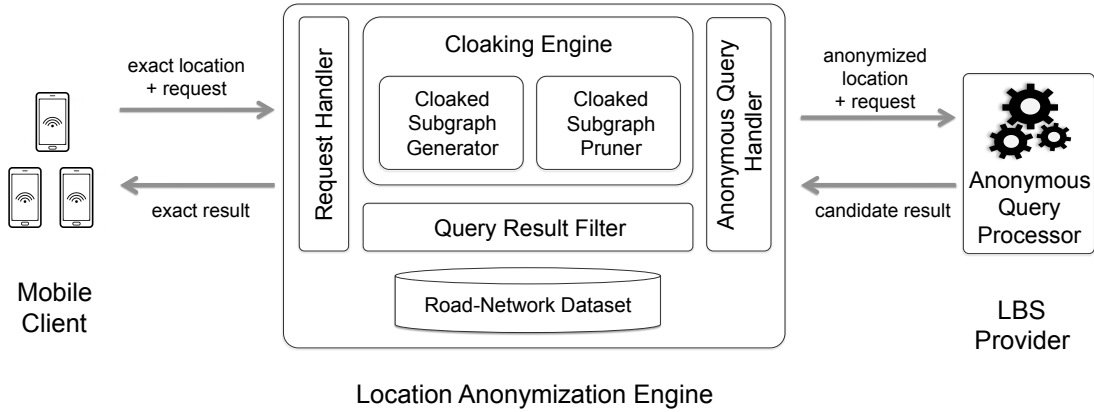 exact location
+ request
exact result
Mobile
Client
Request Handler
Cloaking Engine
Cloaked
Subgraph
Generator
Cloaked
Subgraph
Pruner
Query Result Filter
Anonymous Query
Handler
Road-Network Dataset
Location Anonymization Engine
anonymized
location
+ request
candidate result
Anonymous
Query
Processor
LBS
Provider